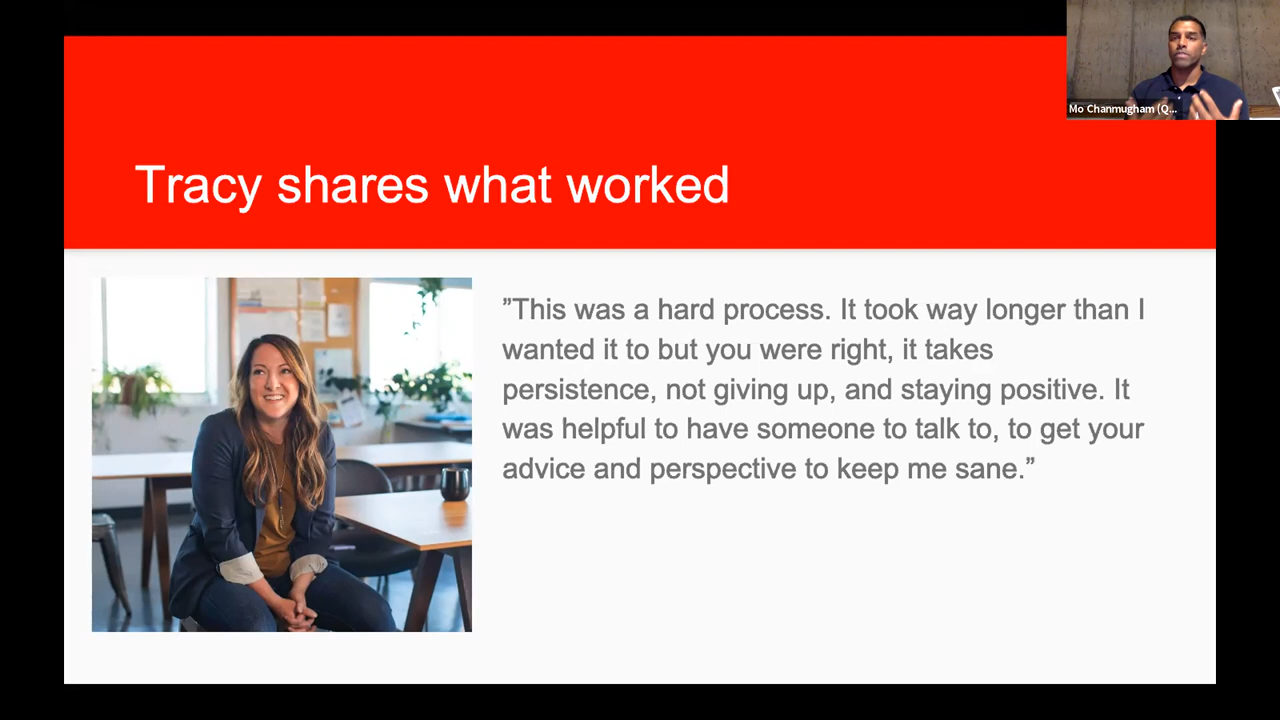 Mo Chanmugham (Q...
Tracy shares what worked
”This was a hard process. It took way longer than I
wanted it to but you were right, it takes
persistence, not giving up, and staying positive. It
was helpful to have someone to talk to, to get your
advice and perspective to keep me sane.”